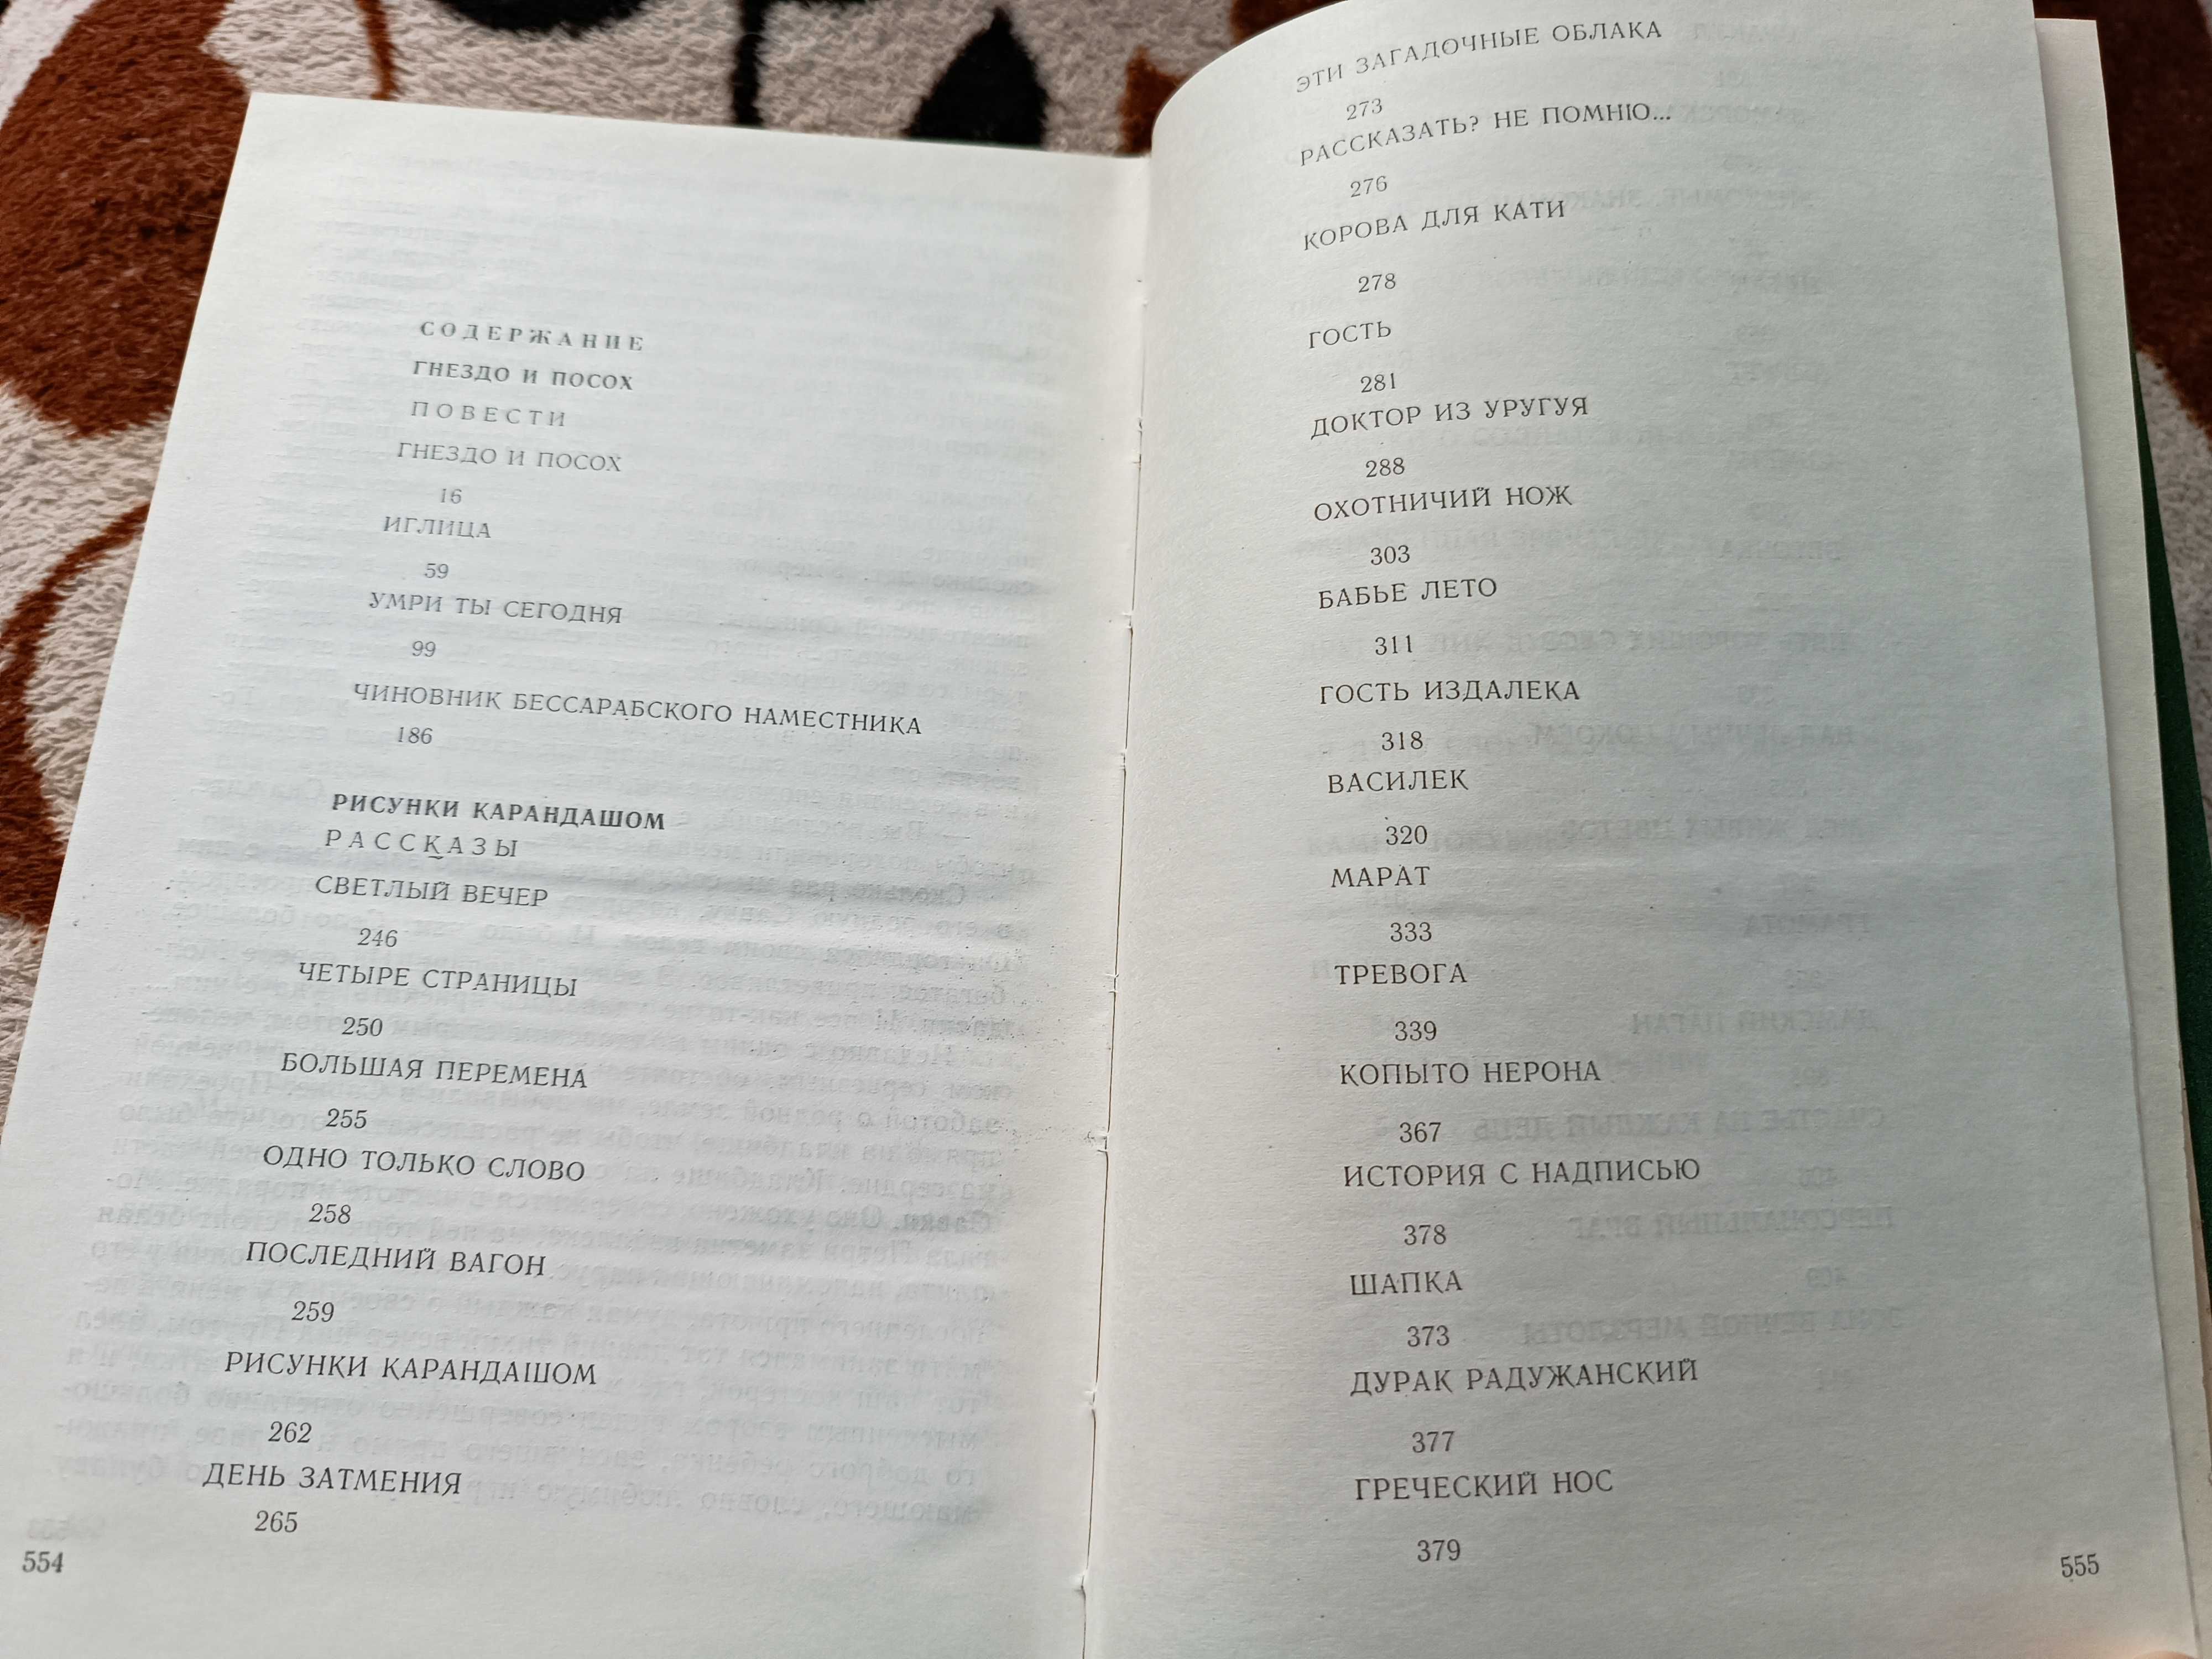 СОДЕРЖАНИЕ
ГНЕЗДО И ПОСОХ
ПОВЕСТИ
ГНЕЗДО И ПОСОХ
16
ИГЛИЦА
59
УМРИ ТЫ СЕГОДНЯ
99
ЧИНОВНИК БЕССАРАБСКОГО НАМЕСТНИКА
186
РИСУНКИ КАРАНДАШОМ
РАССКАЗЫ
СВЕТЛЫЙ ВЕЧЕР
246
ЧЕТЫРЕ СТРАНИЦЫ
250
БОЛЬШАЯ ПЕРЕМЕНА
255
ОДНО ТОЛЬКО СЛОВО
258
ПОСЛЕДНИЙ ВАГОН
259
РИСУНКИ КАРАНДАШОМ
262
ДЕНЬ ЗАТМЕНИЯ
265
554
ЭТИ ЗАГАДОЧНЫЕ ОБЛАКА
273
РАССКАЗАТЬ? НЕ ПОМНЮ...
276
КОРОВА ДЛЯ КАТИ
278
ГОСТЬ
281
ДОКТОР ИЗ УРУГУЯ
288
ОХОТНИЧИЙ НОЖ
303
БАБЬЕ ЛЕТО
311
ГОСТЬ ИЗДАЛЕКА
318
ВАСИЛЕК
320
МАРАТ
333
ТРЕВОГА
339
КОПЫТО НЕРОНА
367
ИСТОРИЯ С НАДПИСЬЮ
378
ШАПКА
373
ДУРАК РАДУЖАНСКИЙ
377
ГРЕЧЕСКИЙ НОС
379
555